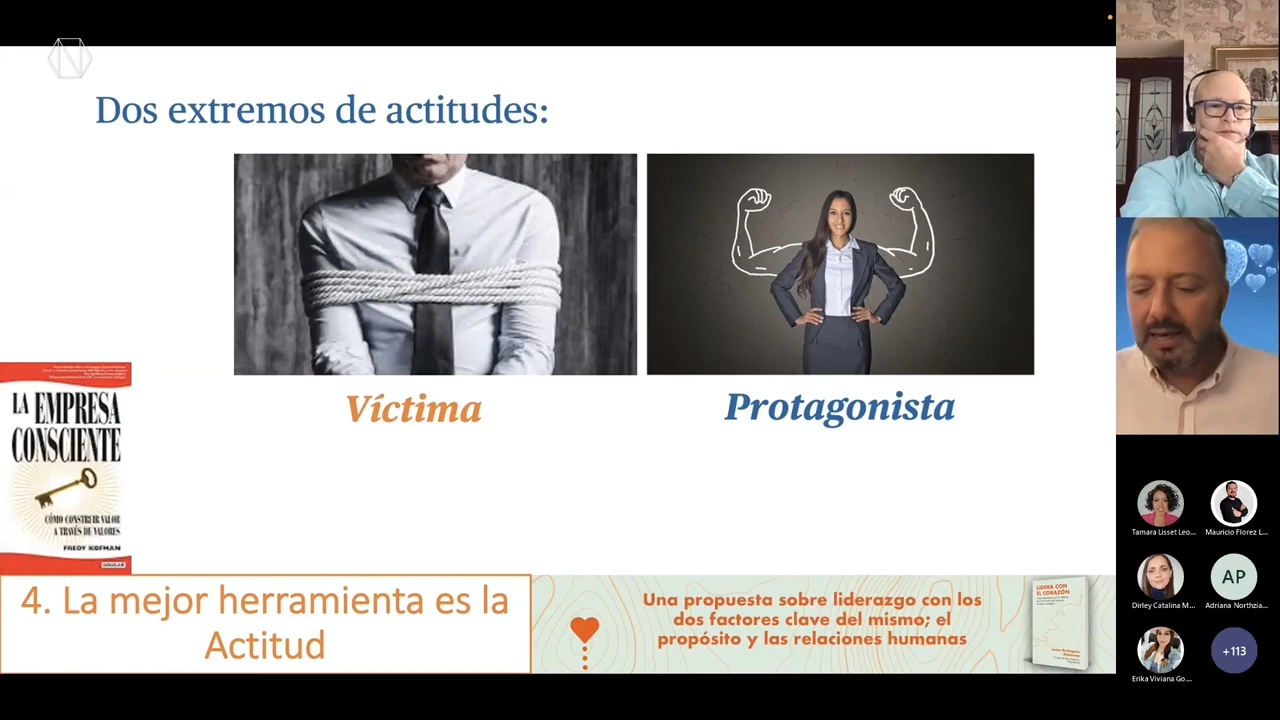 Dos extremos de actitudes:
Víctima
Protagonista
LA EMPRESA
CONSCIENTE
CÓMO CONSTRUIR VALOR
A TRAVÉS DE VALORES
FREDY KOFMAN
4. La mejor herramienta es la
Actitud
Una propuesta sobre liderazgo con los
dos factores clave del mismo; el
propósito y las relaciones humanas
LIDERA CON
EL CORAZÓN
Tamara Lisset Leo...
Mauricio Florez L...
AP
Dirley Catalina M...
Adriana Northzia...
Erika Viviana Go...
+113